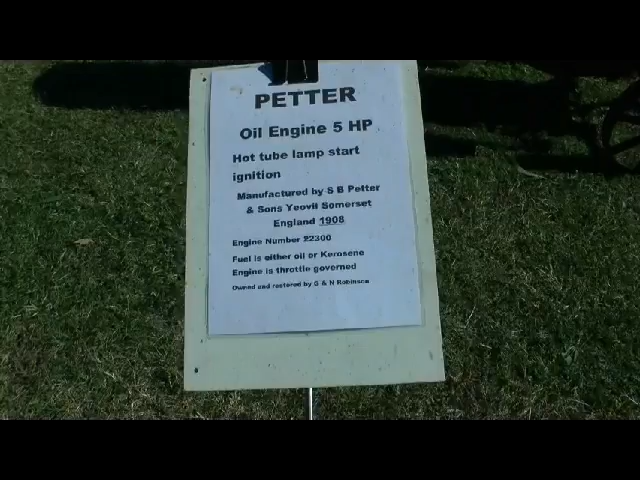 PETTER
Oil Engine 5 HP
Hot tube lamp start
ignition
Manufactured by S B Petter
& Sons Yeovil Somerset
England 1908
Engine Number 22300
Fuel is either oil or Kerosene
Engine is throttle governed
Owned and restored by G & N Robinson